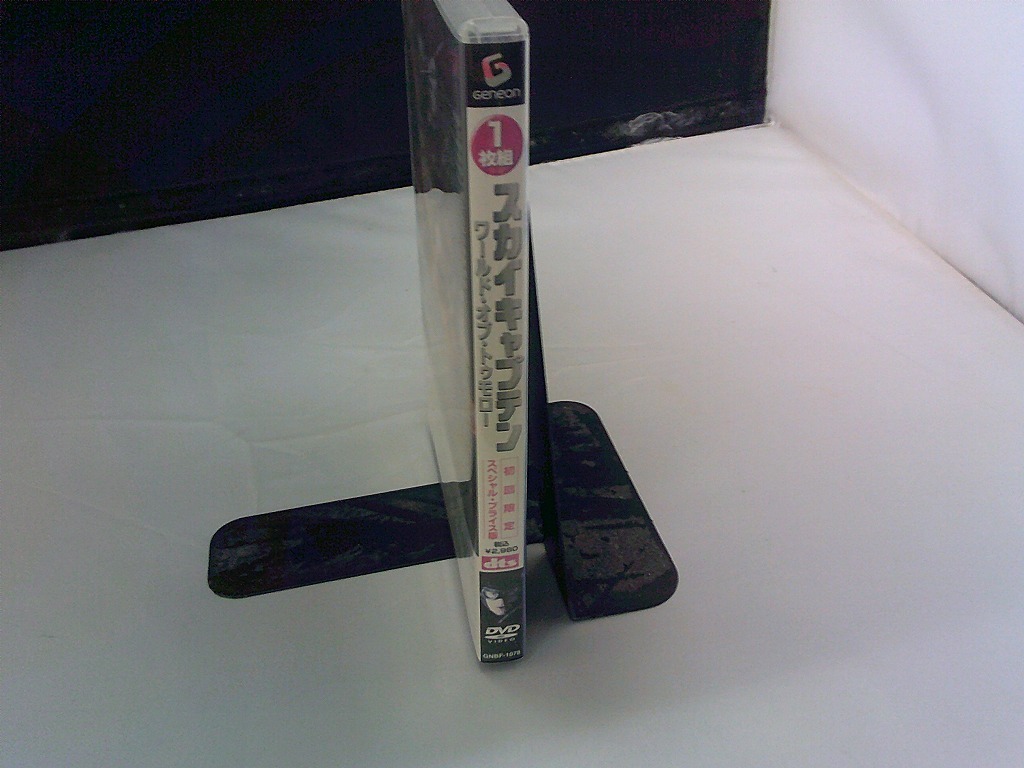 Geneon
1
枚組
スカイキャプテン
ワールド・オブ・トゥモロー
初回限定
スペシャル・プライス版
税込
¥2,980
dts
DVD
VIDEO
GNBF-1078